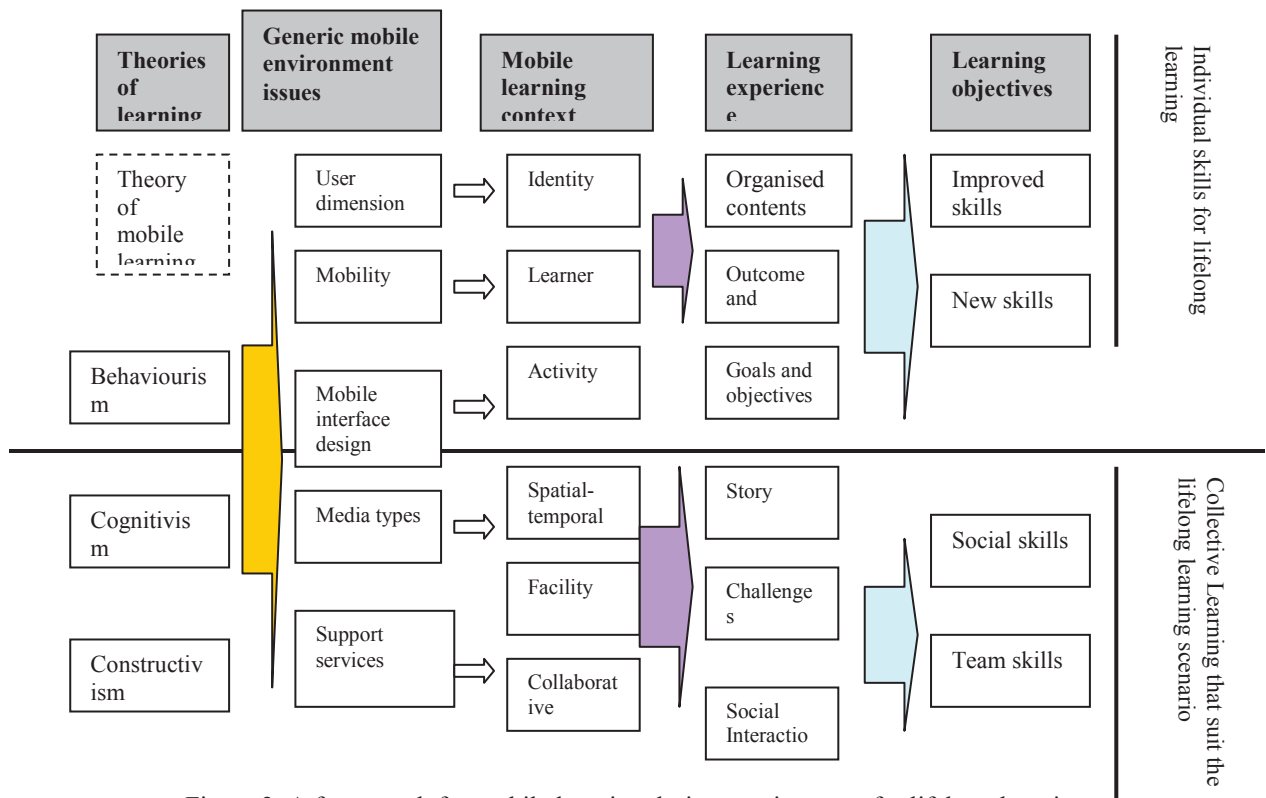 Theories
of
learning
Generic mobile
environment
issues
Mobile
learning
context
Learning
experienc
e
Learning
objectives
Individual skills for lifelong
learning
Theory
of
mobile
learning
User
dimension
Identity
Organised
contents
Improved
skills
Mobility
Learner
Outcome
and
New skills
Behaviouris
m
Mobile
interface
design
Activity
Goals and
objectives
Cognitivis
m
Media types
Spatial-
temporal
Story
Social skills
Facility
Challenge
s
Constructiv
ism
Support
services
Collaborat
ive
Social
Interactio
Team skills
Collective Learning that suit the
lifelong learning scenario